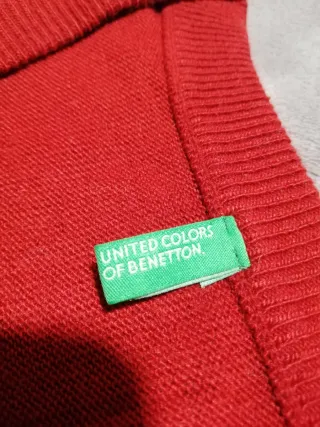 UNITED COLORS
OF BENETTON.